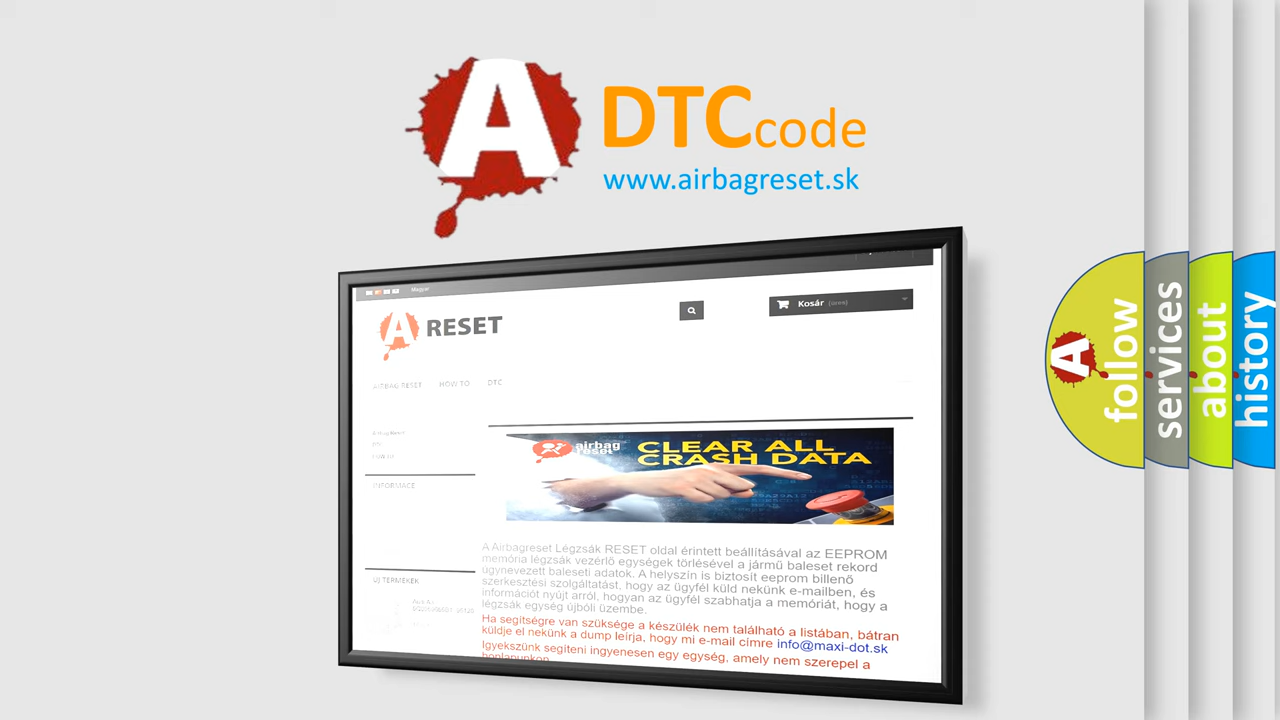 A DTCcode
www.airbagreset.sk
Magyar
A RESET
Kosár (üres)
AIRBAG RESET HOW TO DTC
INFORMACE
airbag
reset
CLEAR ALL
CRASH DATA
A Airbagreset Légzsák RESET oldal érintett beállításával az EEPROM
memória légzsák vezérlő egységek törlésével a jármű baleset rekord
úgynevezett baleseti adatok. A helyszín is biztosít eeprom billenő
szerkesztési szolgáltatást, hogy az ügyfél küld nekünk e-mailben, és
információt nyújt arról, hogyan az ügyfél szabhatja a memóriát, hogy a
légzsák egység újbóli üzembe.
Ha segítségre van szüksége a készülék nem található a listában, bátran
küldje el nekünk a dump leírja, hogy mi e-mail címre info@maxi-dot.sk
Igyekszünk segíteni ingyenesen egy egység, amely nem szerepel a
honlapunkon
ÚJ TERMÉKEK
A
follow
services
about
history